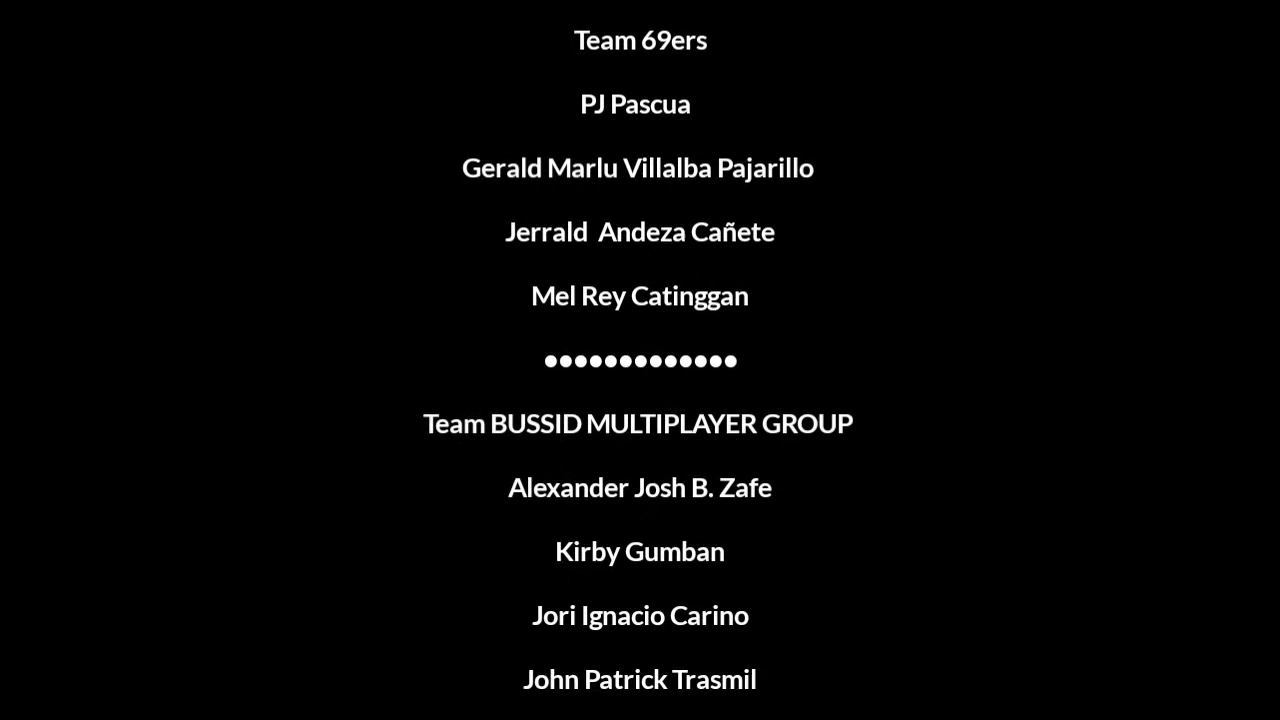 Team 69ers
PJ Pascua
Gerald Marlu Villalba Pajarillo
Jerrald  Andeza Cañete
Mel Rey Catinggan
•••••••••••••
Team BUSSID MULTIPLAYER GROUP
Alexander Josh B. Zafe
Kirby Gumban
Jori Ignacio Carino
John Patrick Trasmil